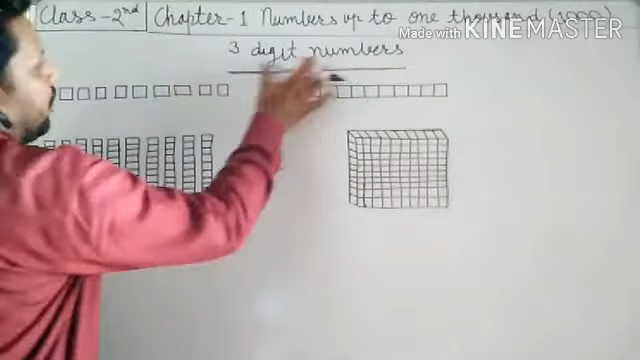 Class-2nd Chapter-1 Numbers up to one thousand (1000)
Made with KINEMASTER
3 digit numbers